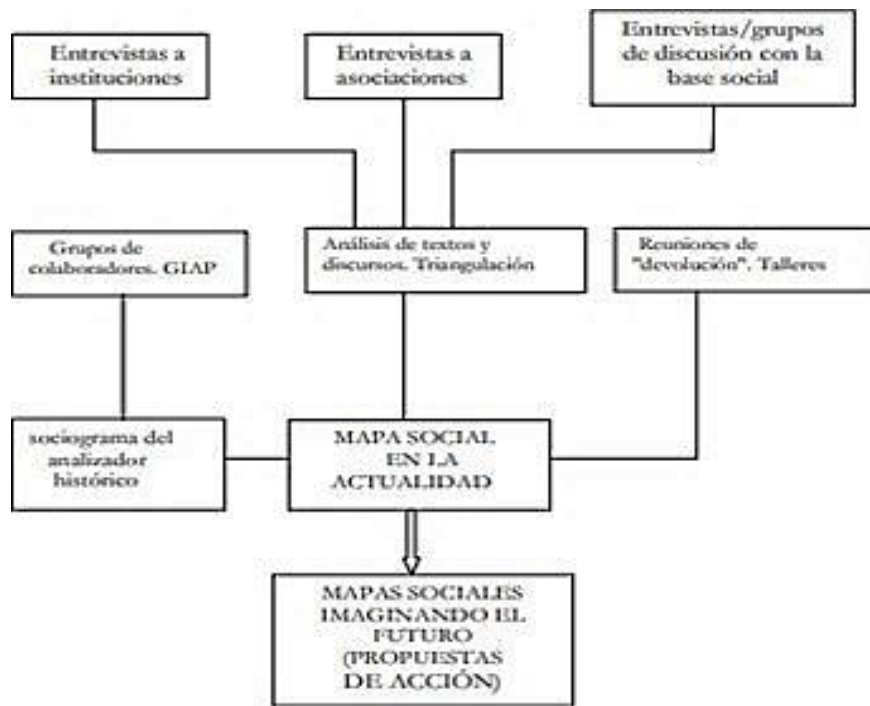 Entrevistas a
instituciones
Entrevistas a
asociaciones
Entrevistas/grupos
de discusión con la
base social
Grupos de
colaboradores. GIAP
Análisis de textos y
discursos. Triangulación
Reuniones de
"devolución". Talleres
sociograma del
analizador
histórico
MAPA SOCIAL
EN LA
ACTUALIDAD
MAPAS SOCIALES
IMAGINANDO EL
FUTURO
(PROPUESTAS
DE ACCIÓN)